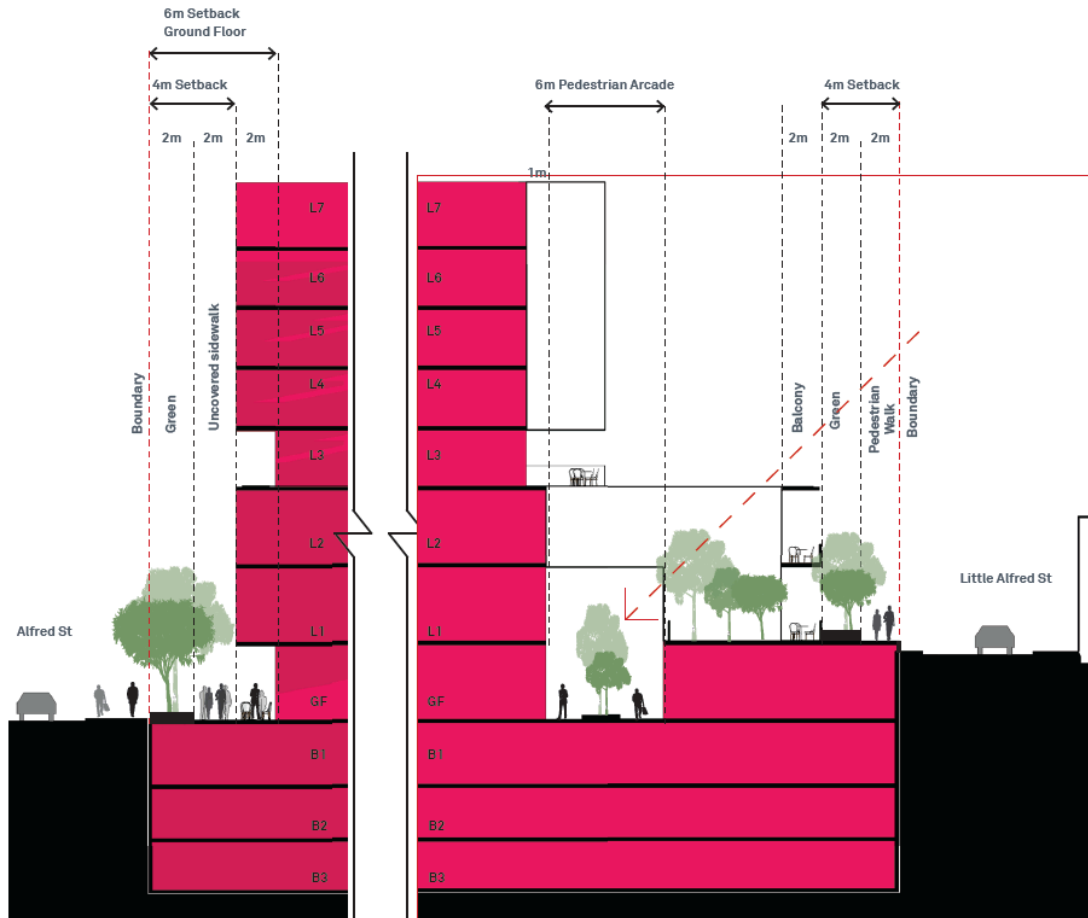 6m Setback
Ground Floor
4m Setback
6m Pedestrian Arcade
4m Setback
2m
2m
2m
2m
2m
2m
1m
L7
L7
L6
L6
L5
L5
L4
L4
L3
L3
L2
L2
L1
L1
GF
GF
B1
B1
B2
B2
B3
B3
Boundary
Green
Uncovered sidewalk
Balcony
Green
Pedestrian
Walk
Boundary
Alfred St
Little Alfred St